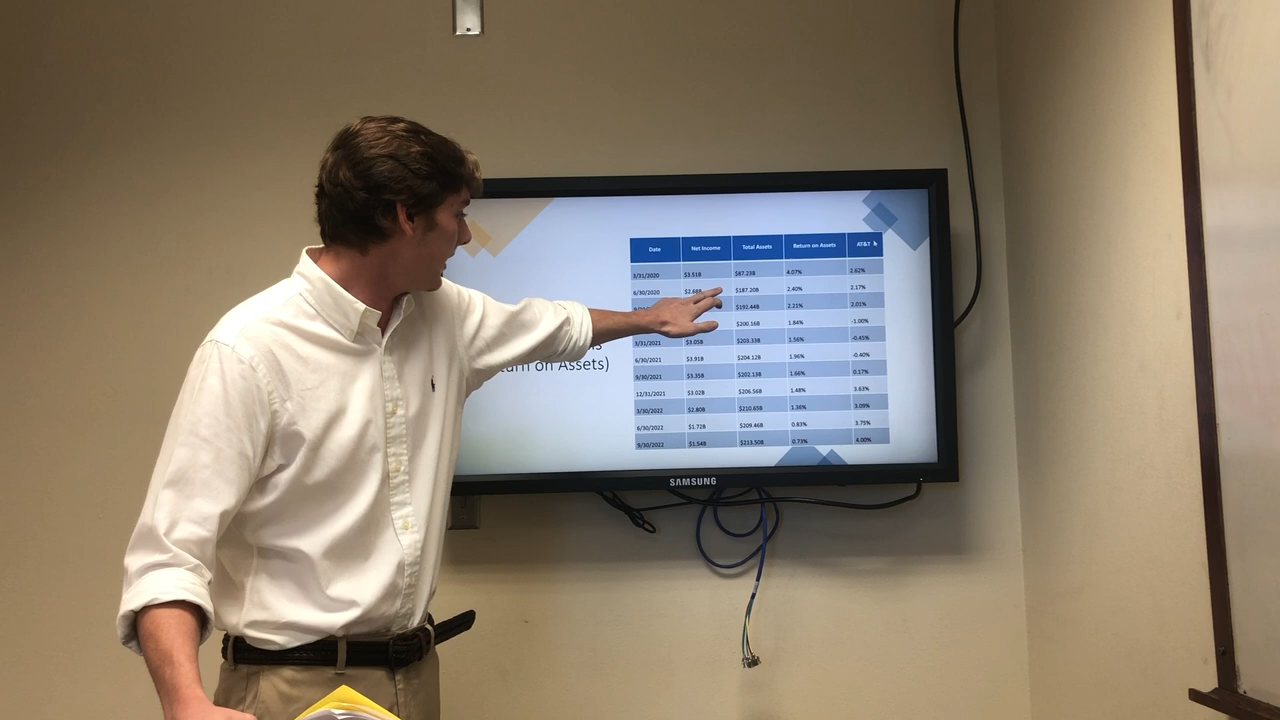 Date Net Income Total Assets Return on Assets AT&T
3/31/2020 $3.51B $87.23B 4.07% 2.62%
6/30/2020 $2.68B $187.20B 2.40% 2.17%
$192.44B 2.21% 2.01%
$200.16B 1.84% -1.00%
3/31/2021 $3.05B $203.33B 1.56% -0.45%
6/30/2021 $3.91B $204.12B 1.96% -0.40%
turn on Assets)
9/30/2021 $3.35B $202.13B 1.66% 0.17%
12/31/2021 $3.02B $206.56B 1.48% 3.63%
3/30/2022 $2.80B $210.65B 1.36% 3.09%
6/30/2022 $1.72B $209.46B 0.83% 3.75%
9/30/2022 $1.54B $213.50B 0.73% 4.00%
SAMSUNG